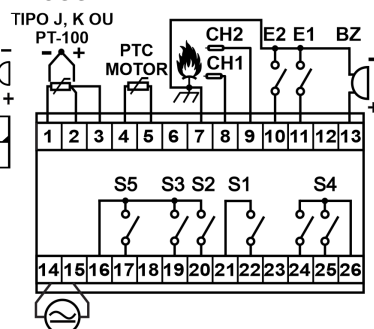 TIPO J, K OU
PT-100
- +
PTC
MOTOR
CH2
CH1
E2 E1 BZ
-
+
-
+
1 2 3 4 5 6 7 8 9 10 11 12 13
S5 S3 S2 S1 S4
14 15 16 17 18 19 20 21 22 23 24 25 26